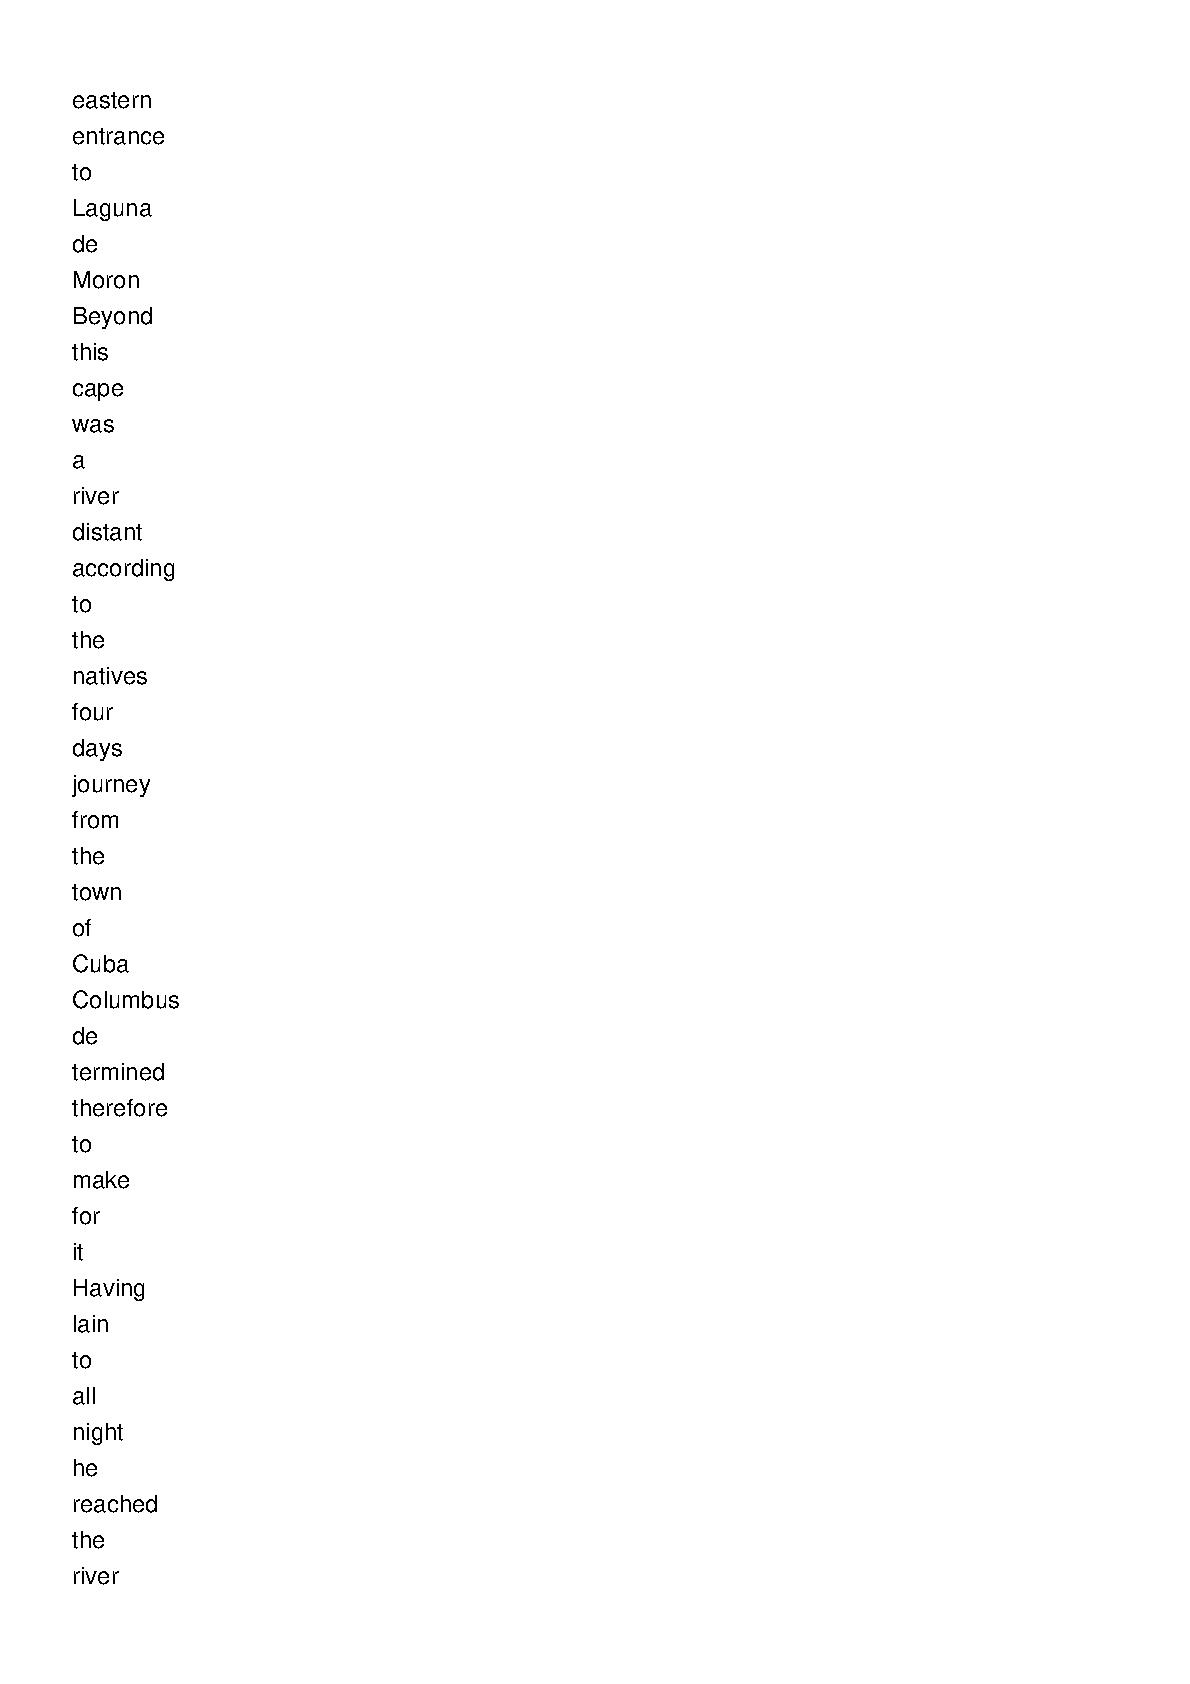 eastern
entrance
to
Laguna
de
Moron
Beyond
this
cape
was
a
river
distant
according
to
the
natives
four
days
journey
from
the
town
of
Cuba
Columbus
de
termined
therefore
to
make
for
it
Having
lain
to
all
night
he
reached
the
river